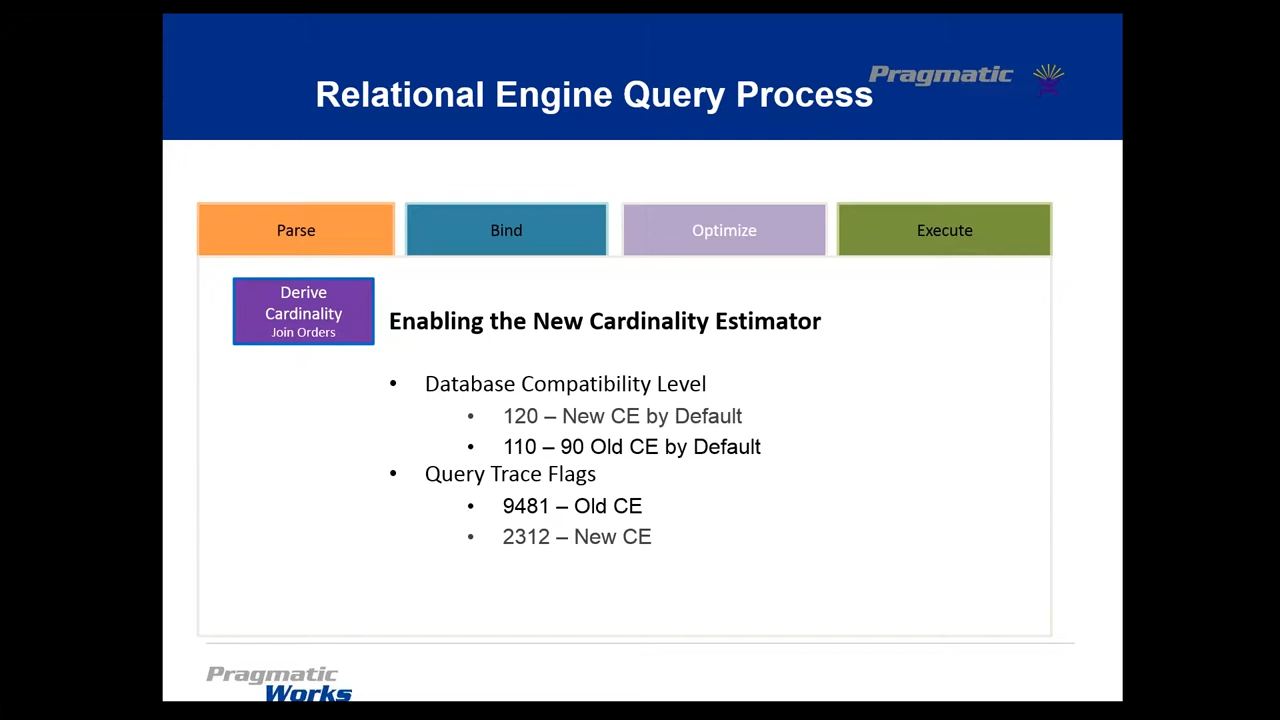 Pragmatic
Relational Engine Query Process
Parse
Bind
Optimize
Execute
Derive
Cardinality
Join Orders
Enabling the New Cardinality Estimator
• Database Compatibility Level
• 120 – New CE by Default
• 110 – 90 Old CE by Default
• Query Trace Flags
• 9481 – Old CE
• 2312 – New CE
Pragmatic
Works